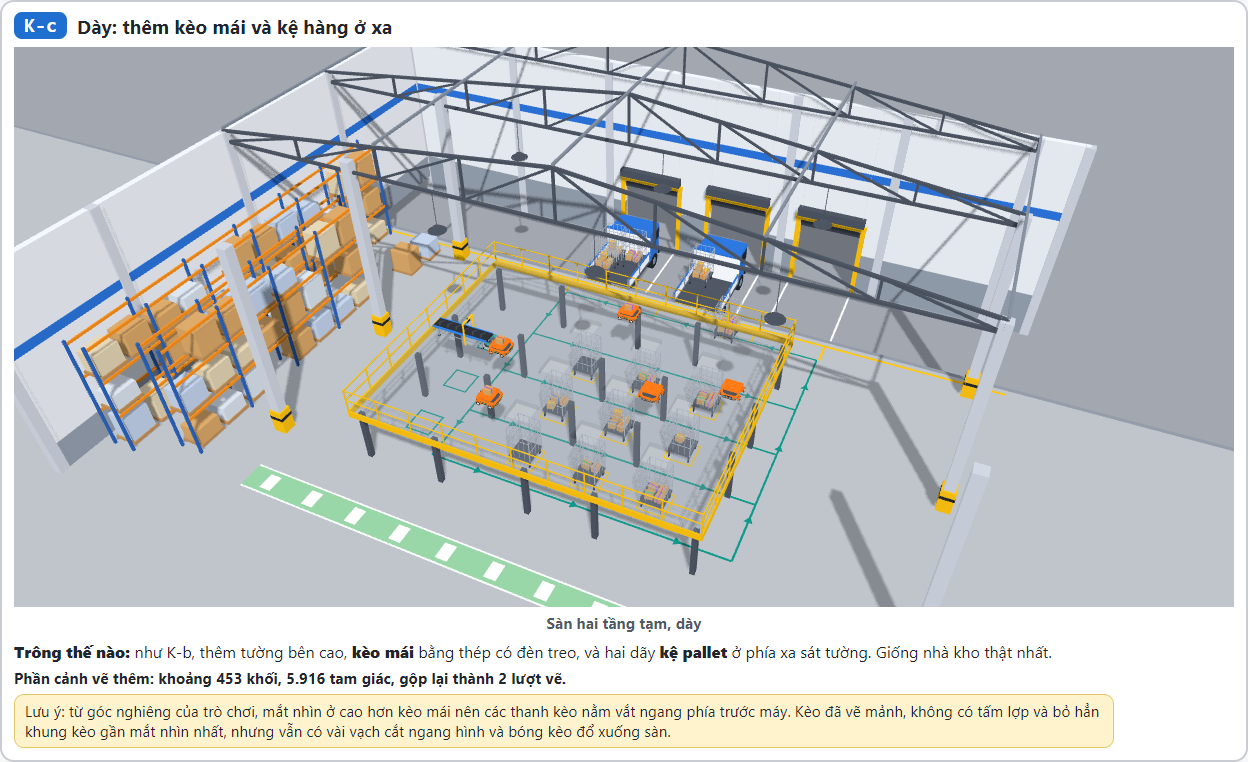 K-c Dày: thêm kèo mái và kệ hàng ở xa
Sàn hai tầng tạm, dày
Trông thế nào: như K-b, thêm tường bên cao, kèo mái bằng thép có đèn treo, và hai dãy kệ pallet ở phía xa sát tường. Giống nhà kho thật nhất.
Phần cảnh vẽ thêm: khoảng 453 khối, 5.916 tam giác, gộp lại thành 2 lượt vẽ.
Lưu ý: từ góc nghiêng của trò chơi, mắt nhìn ở cao hơn kèo mái nên các thanh kèo nằm vắt ngang phía trước máy. Kèo đã vẽ mảnh, không có tấm lợp và bỏ hẳn
khung kèo gần mắt nhìn nhất, nhưng vẫn có vài vạch cắt ngang hình và bóng kèo đổ xuống sàn.